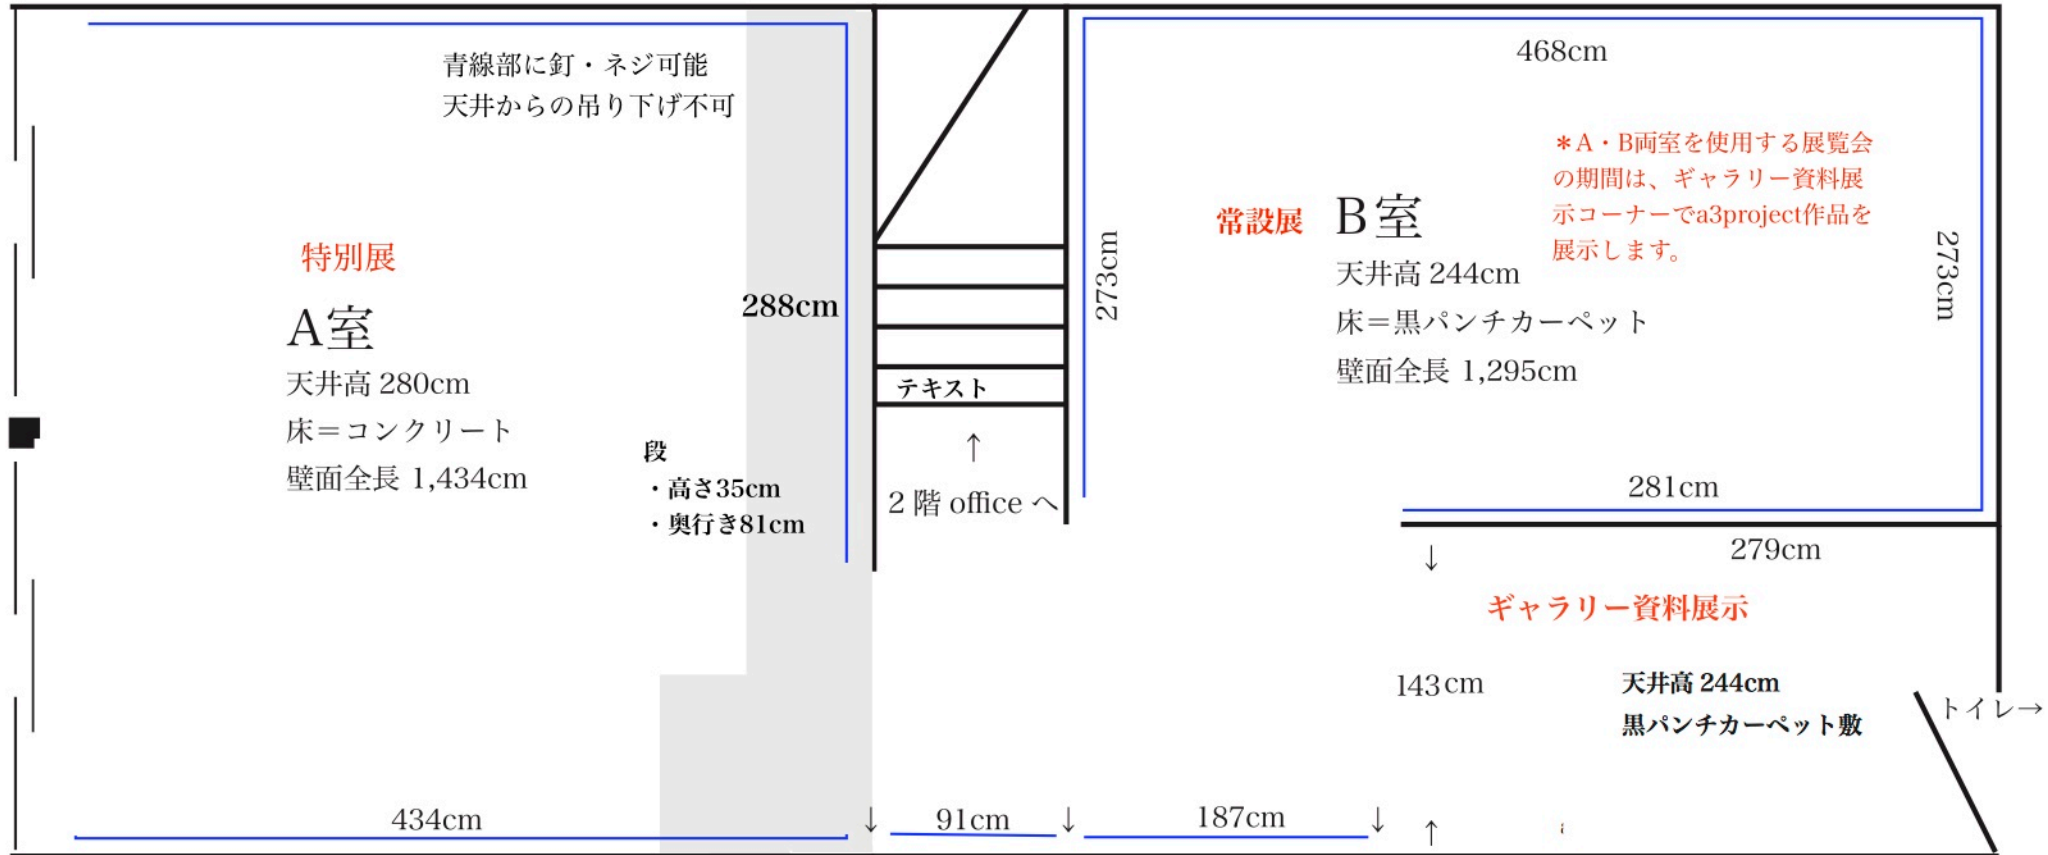 青線部に釘・ネジ可能
天井からの吊り下げ不可
特別展
A室
天井高 280cm
床＝コンクリート
壁面全長 1,434cm
288cm
段
・高さ35cm
・奥行き81cm
434cm
テキスト
↑
2 階 office へ
↓
91cm
↓
468cm
273cm
常設展
B室
天井高 244cm
床＝黒パンチカーペット
壁面全長 1,295cm
＊A・B両室を使用する展覧会
の期間は、ギャラリー資料展
示コーナーでa3project作品を
展示します。
273cm
281cm
279cm
↓
ギャラリー資料展示
143cm
天井高 244cm
黒パンチカーペット敷
トイレ→
187cm
↓
↑